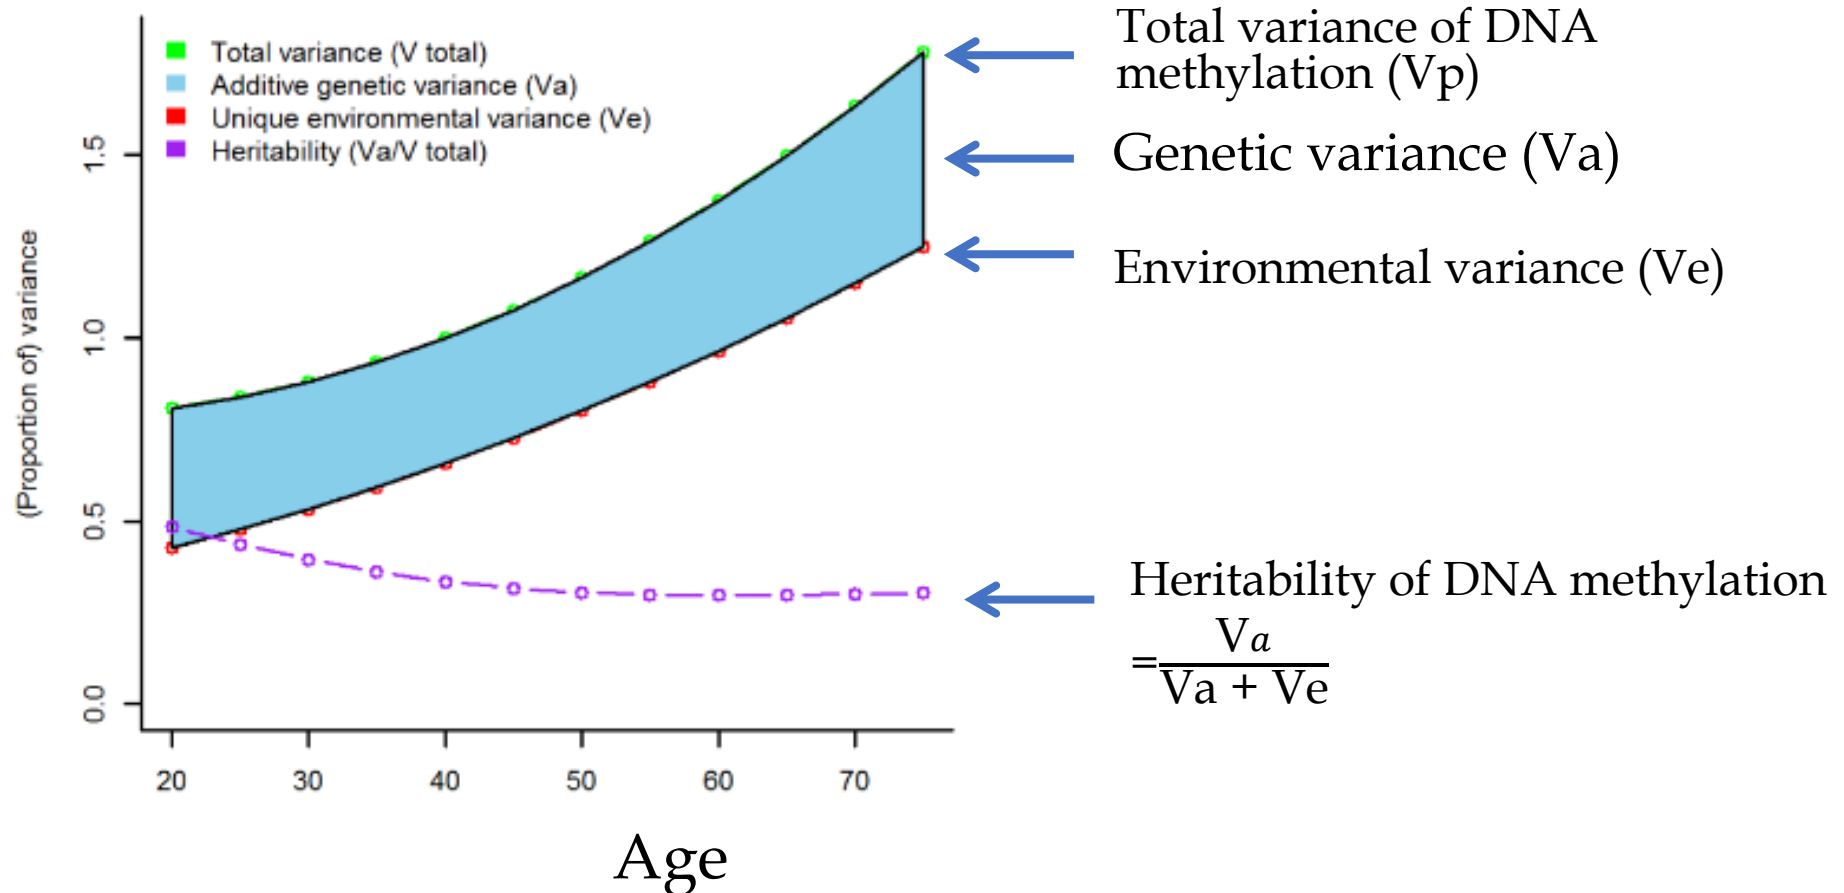 Total variance (V total)
Additive genetic variance (Va)
Unique environmental variance (Ve)
Heritability (Va/V total)
(Proportion of) variance
1.5
1.0
0.5
0.0
20 30 40 50 60 70
Age
Total variance of DNA
methylation (Vp)
Genetic variance (Va)
Environmental variance (Ve)
Heritability of DNA methylation
=Va
Va + Ve